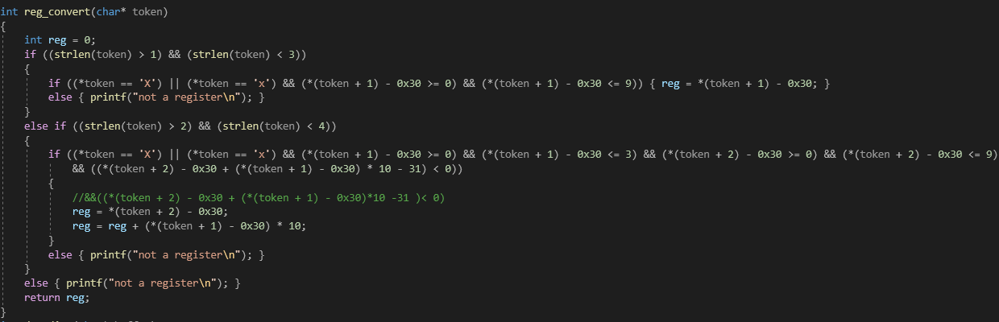 int reg_convert(char* token)
{
int reg = 0;
if ((strlen(token) > 1) && (strlen(token) < 3))
{
if ((*token == 'X') || (*token == 'x') && (*(token + 1) - 0x30 >= 0) && (*(token + 1) - 0x30 <= 9)) { reg = *(token + 1) - 0x30; }
else { printf("not a register\n"); }
}
else if ((strlen(token) > 2) && (strlen(token) < 4))
{
if ((*token == 'X') || (*token == 'x') && (*(token + 1) - 0x30 >= 0) && (*(token + 1) - 0x30 <= 3) && (*(token + 2) - 0x30 >= 0) && (*(token + 2) - 0x30 <= 9)
&& ((*(token + 2) - 0x30 + (*(token + 1) - 0x30) * 10 - 31) < 0))
{
//&&((*(token + 2) - 0x30 + (*(token + 1) - 0x30)*10 -31 )< 0)
reg = *(token + 2) - 0x30;
reg = reg + (*(token + 1) - 0x30) * 10;
}
else { printf("not a register\n"); }
}
else { printf("not a register\n"); }
return reg;
}